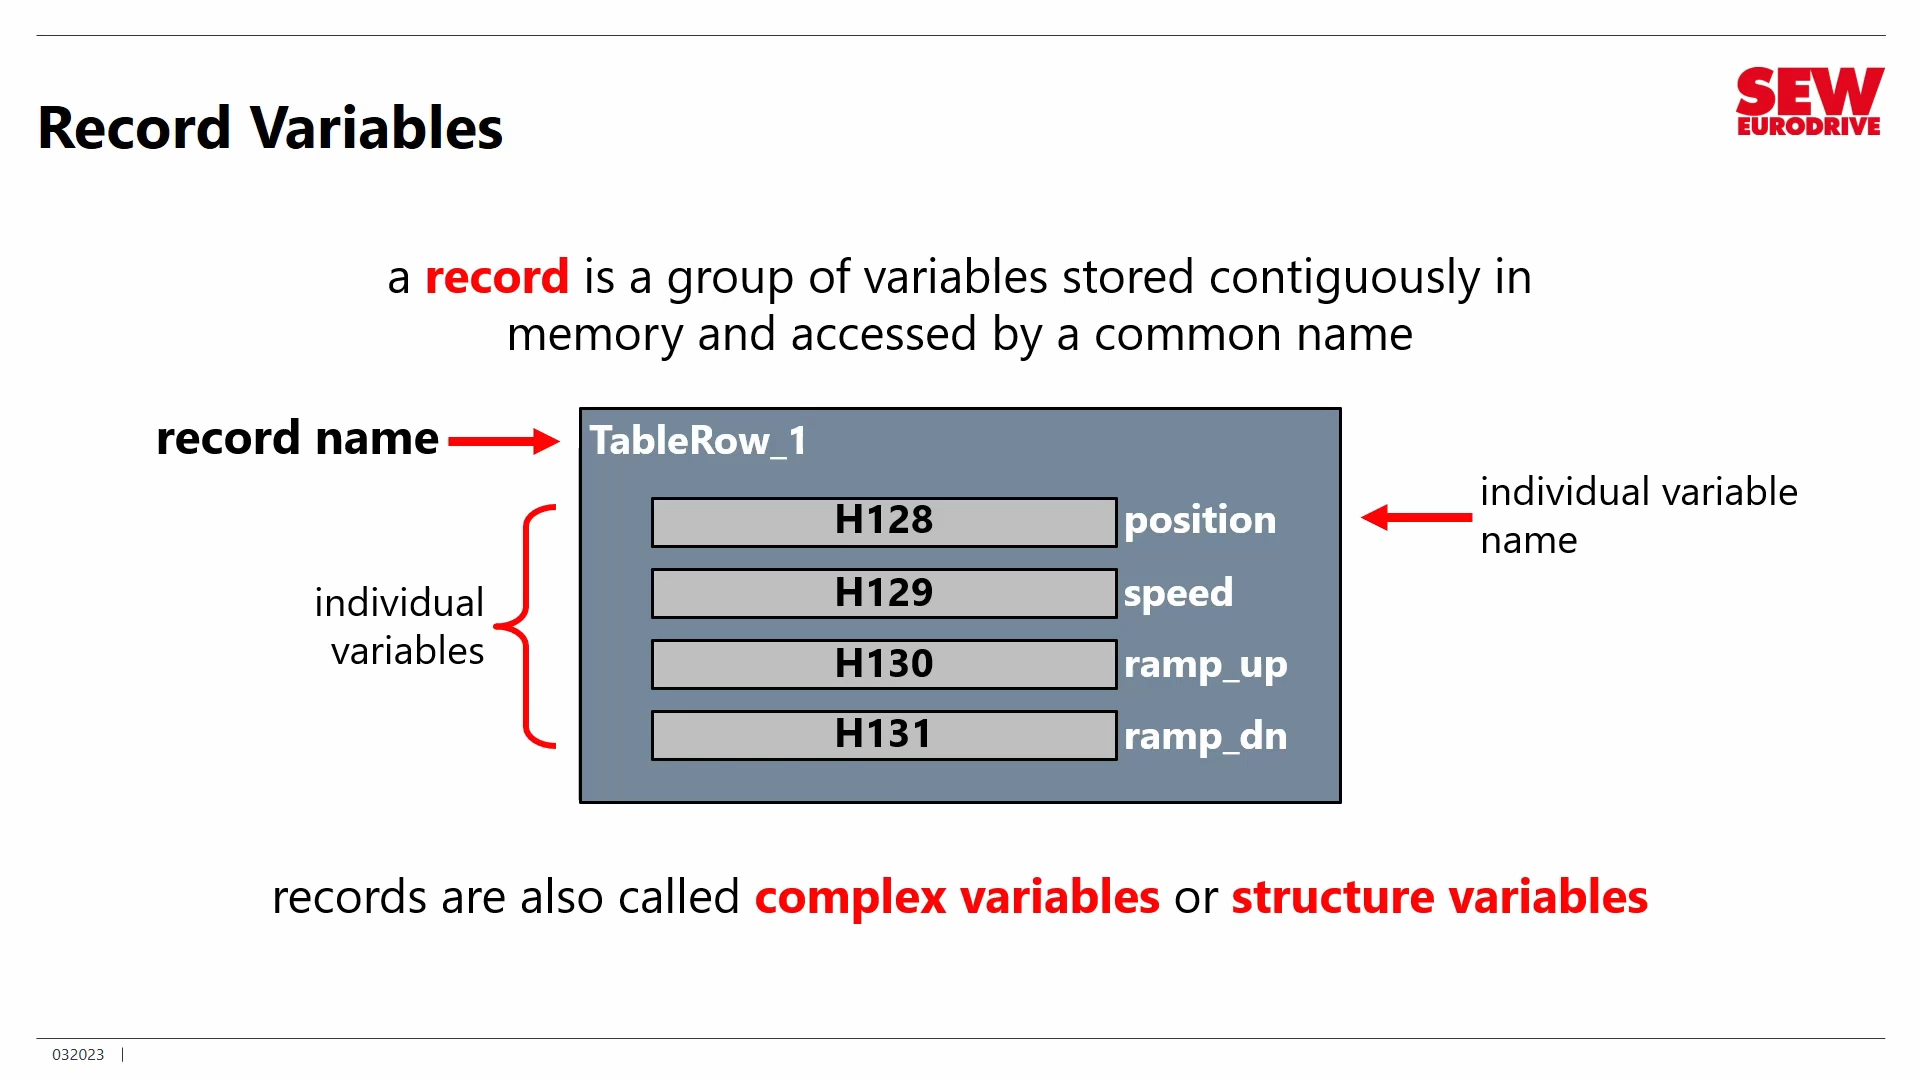 SEW
EURODRIVE
Record Variables
a record is a group of variables stored contiguously in
memory and accessed by a common name
record name
TableRow_1
individual variable
name
H128 position
H129 speed
individual
variables
H130 ramp_up
H131 ramp_dn
records are also called complex variables or structure variables
032023 |